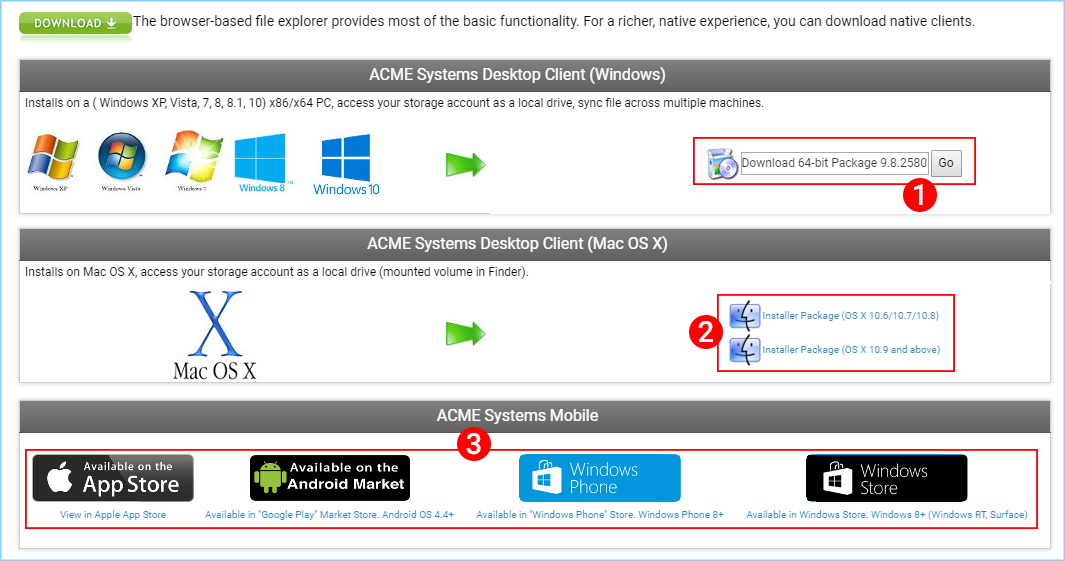 DOWNLOAD
The browser-based file explorer provides most of the basic functionality. For a richer, native experience, you can download native clients.
ACME Systems Desktop Client (Windows)
Installs on a ( Windows XP, Vista, 7, 8, 8.1, 10) x86/x64 PC, access your storage account as a local drive, sync file across multiple machines.
Windows XP
Windows Vista
Windows 7
Windows 8™
Windows 10
Download 64-bit Package 9.8.2580
Go
1
ACME Systems Desktop Client (Mac OS X)
Installs on Mac OS X, access your storage account as a local drive (mounted volume in Finder).
X
Mac OS X
2
Installer Package (OS X 10.6/10.7/10.8)
Installer Package (OS X 10.9 and above)
ACME Systems Mobile
3
Available on the
App Store
Available on the
Android Market
Windows
Phone
Windows
Store
View in Apple App Store
Available in "Google Play" Market Store. Android OS 4.4+
Available in "Windows Phone" Store. Windows Phone 8+
Available in Windows Store. Windows 8+ (Windows RT, Surface)